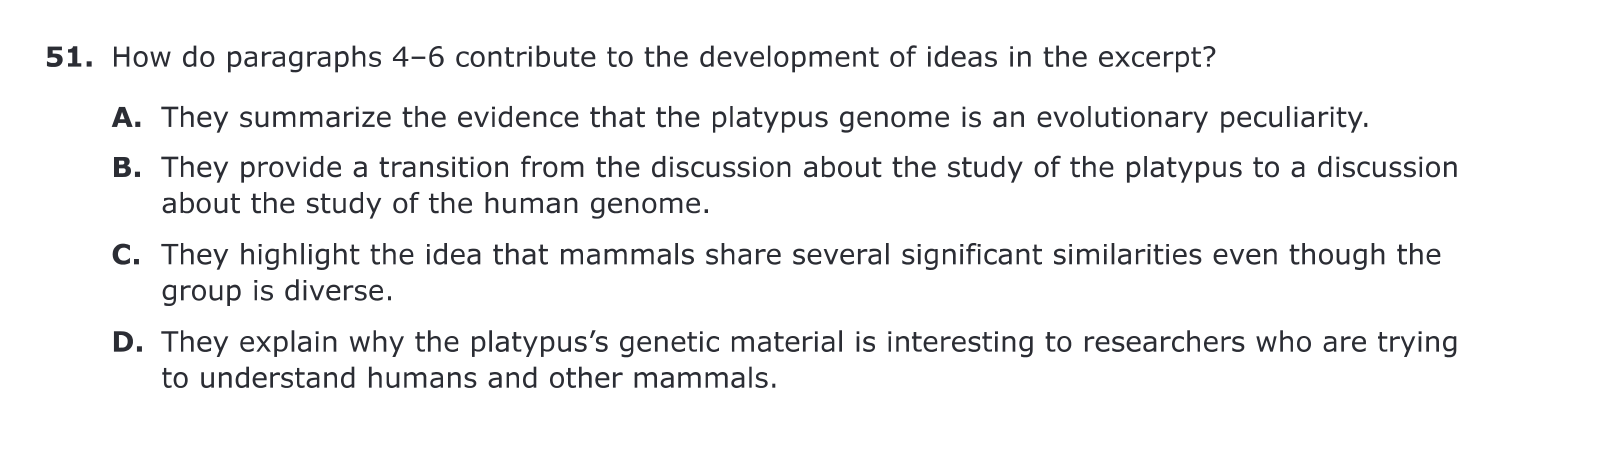 51. How do paragraphs 4–6 contribute to the development of ideas in the excerpt?
A. They summarize the evidence that the platypus genome is an evolutionary peculiarity.
B. They provide a transition from the discussion about the study of the platypus to a discussion
about the study of the human genome.
C. They highlight the idea that mammals share several significant similarities even though the
group is diverse.
D. They explain why the platypus’s genetic material is interesting to researchers who are trying
to understand humans and other mammals.